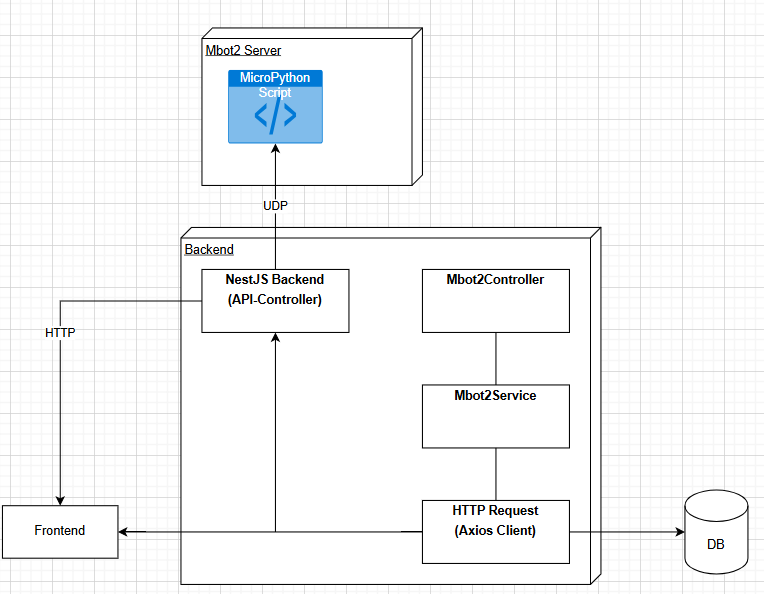 Mbot2 Server
MicroPython
Script
</>
UDP
Backend
NestJS Backend
(API-Controller)
Mbot2Controller
HTTP
Mbot2Service
HTTP Request
(Axios Client)
Frontend
DB